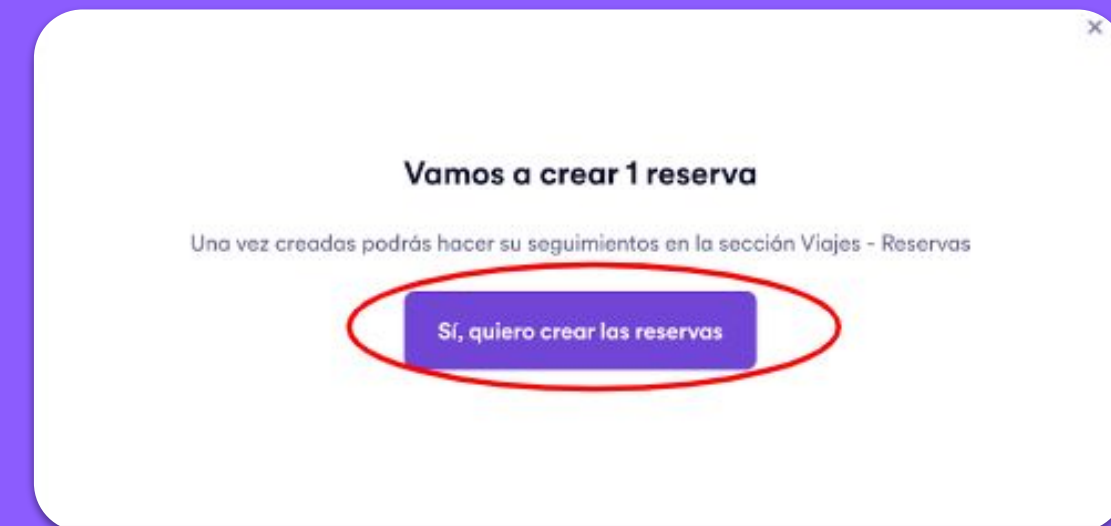 Vamos a crear 1 reserva
Una vez creadas podrás hacer su seguimientos en la sección Viajes - Reservas
Sí, quiero crear las reservas